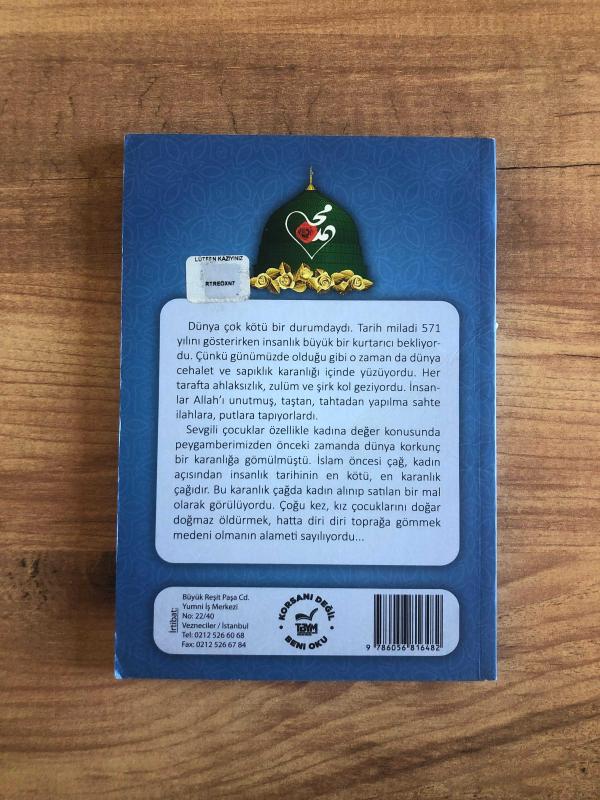 محمد
LÜTFEN KAZIYINIZ
RTREOXN7
Dünya çok kötü bir durumdaydı. Tarih miladi 571
yılını gösterirken insanlık büyük bir kurtarıcı bekliyor-
du. Çünkü günümüzde olduğu gibi o zaman da dünya
cehalet ve sapıklık karanlığı içinde yüzüyordu. Her
tarafta ahlaksızlık, zulüm ve şirk kol geziyordu. İnsan-
lar Allah’ı unutmuş, taştan, tahtadan yapılma sahte
ilahlara, putlara tapıyorlardı.
Sevgili çocuklar özellikle kadına değer konusunda
peygamberimizden önceki zamanda dünya korkunç
bir karanlığa gömülmüştü. İslam öncesi çağ, kadın
açısından insanlık tarihinin en kötü, en karanlık
çağıdır. Bu karanlık çağda kadın alınıp satılan bir mal
olarak görülüyordu. Çoğu kez, kız çocuklarını doğar
doğmaz öldürmek, hatta diri diri toprağa gömmek
medeni olmanın alameti sayılıyordu...
İrtibat:
Büyük Reşit Paşa Cd.
Yumni İş Merkezi
No: 22/40
Vezneciler / İstanbul
Tel: 0212 526 60 68
Fax: 0212 526 67 84
KORSANI DEĞİL
BENİ OKU
9 786056 816482